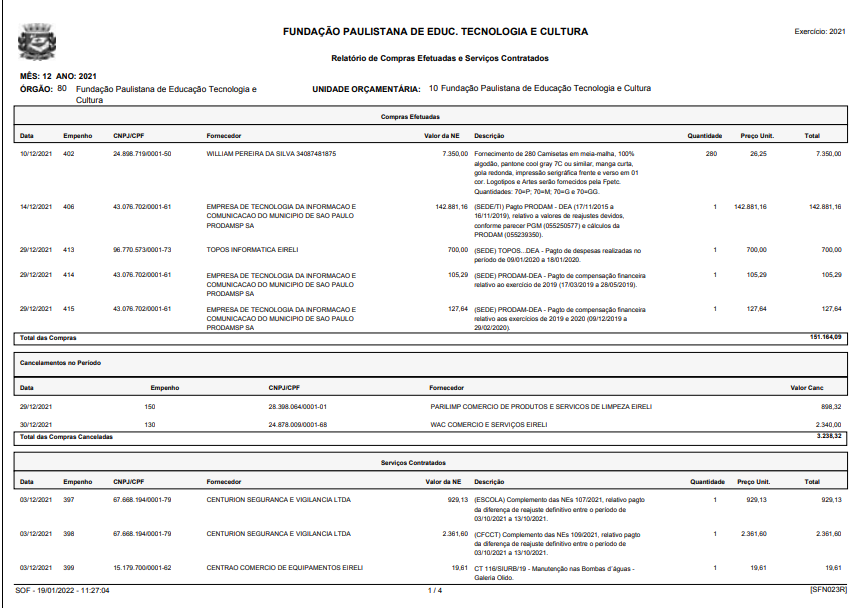 FUNDAÇÃO PAULISTANA DE EDUC. TECNOLOGIA E CULTURA
Exercício: 2021
Relatório de Compras Efetuadas e Serviços Contratados
MÊS: 12 ANO: 2021
ÓRGÃO: 80 Fundação Paulistana de Educação Tecnologia e
Cultura
UNIDADE ORÇAMENTÁRIA: 10 Fundação Paulistana de Educação Tecnologia e Cultura
Compras Efetuadas
Data Empenho CNPJ/CPF Fornecedor Valor da NE Descrição Quantidade Preço Unit. Total
10/12/2021 402 24.898.719/0001-50 WILLIAM PEREIRA DA SILVA 34087481875 7.350,00 Fornecimento de 280 Camisetas em meia-malha, 100% 280 26,25 7.350,00
algodão, pantone cool gray 7C ou similar, manga curta,
gola redonda, impressão serigráfica frente e verso em 01
cor. Logotipos e Artes serão fornecidos pela Fpetc.
Quantidades: 70=P; 70=M; 70=G e 70=GG.
14/12/2021 406 43.076.702/0001-61 EMPRESA DE TECNOLOGIA DA INFORMACAO E 142.881,16 (SEDE/TI) Pagto PRODAM - DEA (17/11/2015 a 1 142.881,16 142.881,16
COMUNICACAO DO MUNICIPIO DE SAO PAULO 16/11/2019), relativo a valores de reajustes devidos,
PRODAMSP SA conforme parecer PGM (055250577) e cálculos da
PRODAM (055239350).
29/12/2021 413 96.770.573/0001-73 TOPOS INFORMATICA EIRELI 700,00 (SEDE) TOPOS...DEA - Pagto de despesas realizadas no 1 700,00 700,00
período de 09/01/2020 a 18/01/2020.
29/12/2021 414 43.076.702/0001-61 EMPRESA DE TECNOLOGIA DA INFORMACAO E 105,29 (SEDE) PRODAM-DEA - Pagto de compensação financeira 1 105,29 105,29
COMUNICACAO DO MUNICIPIO DE SAO PAULO relativo ao exercício de 2019 (17/03/2019 a 28/05/2019).
PRODAMSP SA
29/12/2021 415 43.076.702/0001-61 EMPRESA DE TECNOLOGIA DA INFORMACAO E 127,64 (SEDE) PRODAM-DEA - Pagto de compensação financeira 1 127,64 127,64
COMUNICACAO DO MUNICIPIO DE SAO PAULO relativo aos exercícios de 2019 e 2020 (09/12/2019 a
PRODAMSP SA 29/02/2020).
Total das Compras 151.164,09
Cancelamentos no Período
Data Empenho CNPJ/CPF Fornecedor Valor Canc
29/12/2021 150 28.398.064/0001-01 PARILIMP COMERCIO DE PRODUTOS E SERVICOS DE LIMPEZA EIRELI 898,32
30/12/2021 130 24.878.009/0001-68 WAC COMERCIO E SERVIÇOS EIRELI 2.340,00
Total das Compras Canceladas 3.238,32
Serviços Contratados
Data Empenho CNPJ/CPF Fornecedor Valor da NE Descrição Quantidade Preço Unit. Total
03/12/2021 397 67.668.194/0001-79 CENTURION SEGURANCA E VIGILANCIA LTDA 929,13 (ESCOLA) Complemento das NEs 107/2021, relativo pagto 1 929,13 929,13
da diferença de reajuste definitivo entre o período de
03/10/2021 a 13/10/2021.
03/12/2021 398 67.668.194/0001-79 CENTURION SEGURANCA E VIGILANCIA LTDA 2.361,60 (CFCCT) Complemento das NEs 109/2021, relativo pagto 1 2.361,60 2.361,60
da diferença de reajuste definitivo entre o período de
03/10/2021 a 13/10/2021.
03/12/2021 399 15.179.700/0001-62 CENTRAO COMERCIO DE EQUIPAMENTOS EIRELI 19,61 CT 116/SIURB/19 - Manutenção nas Bombas d´águas - 1 19,61 19,61
Galeria Olido.
SOF - 19/01/2022 - 11:27:04 1 / 4 [SFN023R]